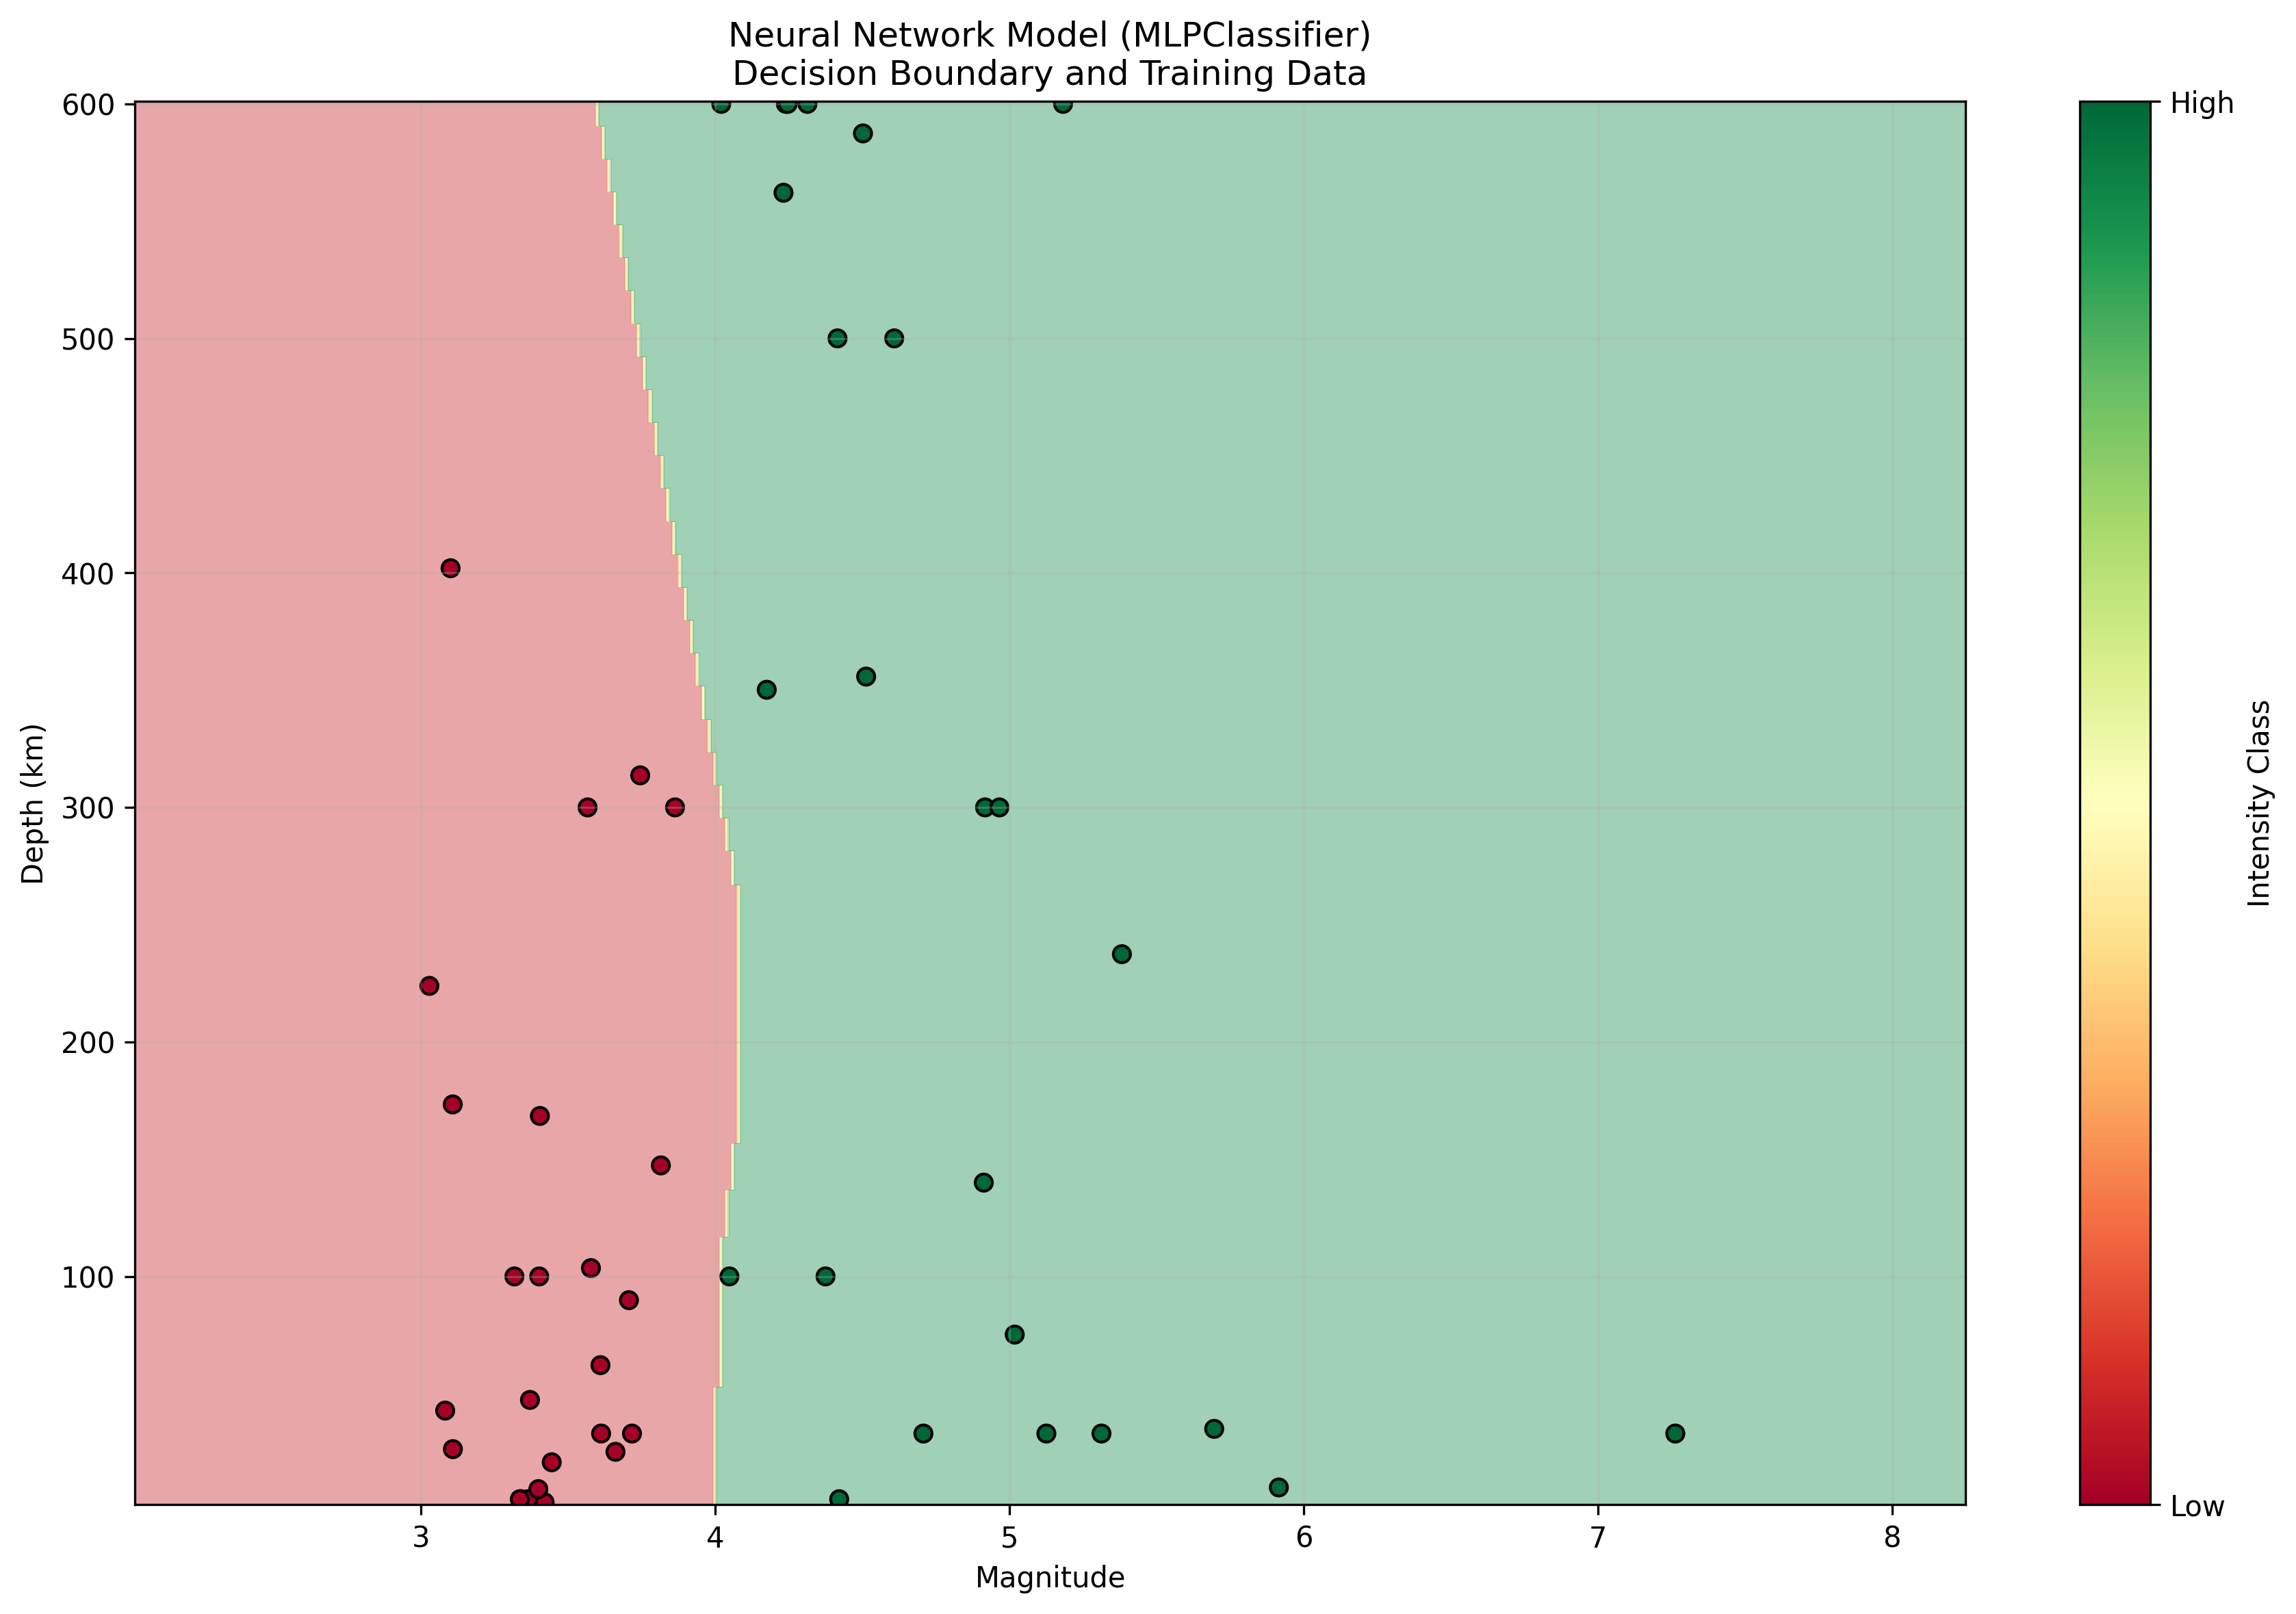 Neural Network Model (MLPClassifier)
Decision Boundary and Training Data
600
500
400
300
200
100
Depth (km)
3
4
5
6
7
8
Magnitude
High
Low
Intensity Class